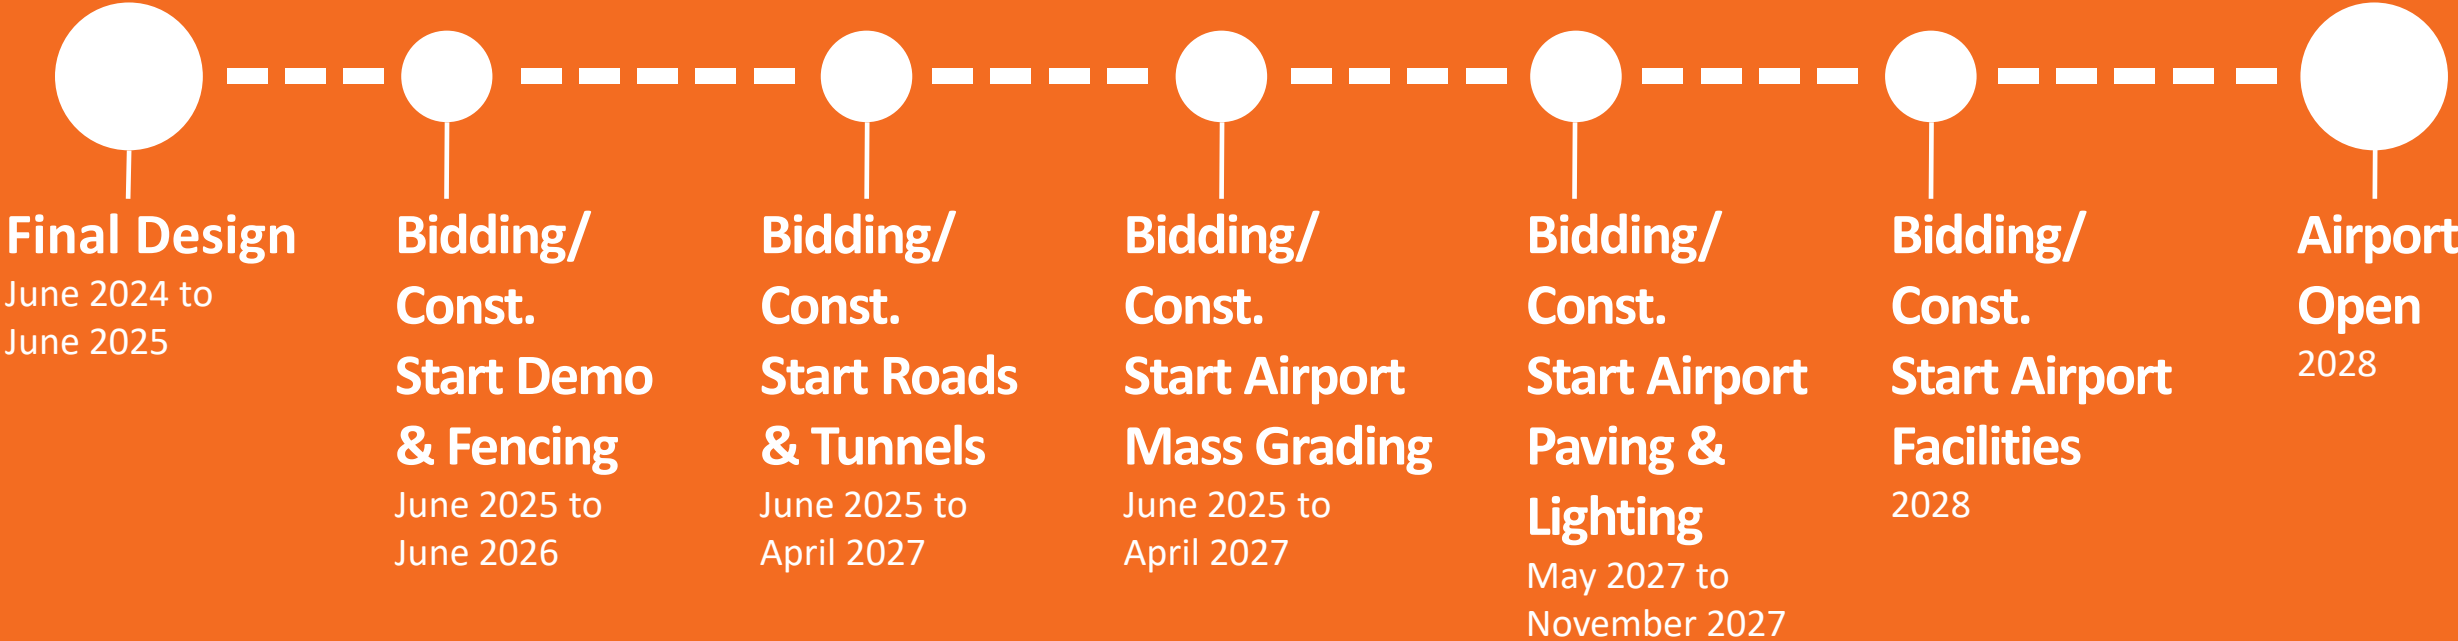 Final Design
June 2024 to
June 2025
Bidding/
Const.
Start Demo
& Fencing
June 2025 to
June 2026
Bidding/
Const.
Start Roads
& Tunnels
June 2025 to
April 2027
Bidding/
Const.
Start Airport
Mass Grading
June 2025 to
April 2027
Bidding/
Const.
Start Airport
Paving &
Lighting
May 2027 to
November 2027
Bidding/
Const.
Start Airport
Facilities
2028
Airport
Open
2028